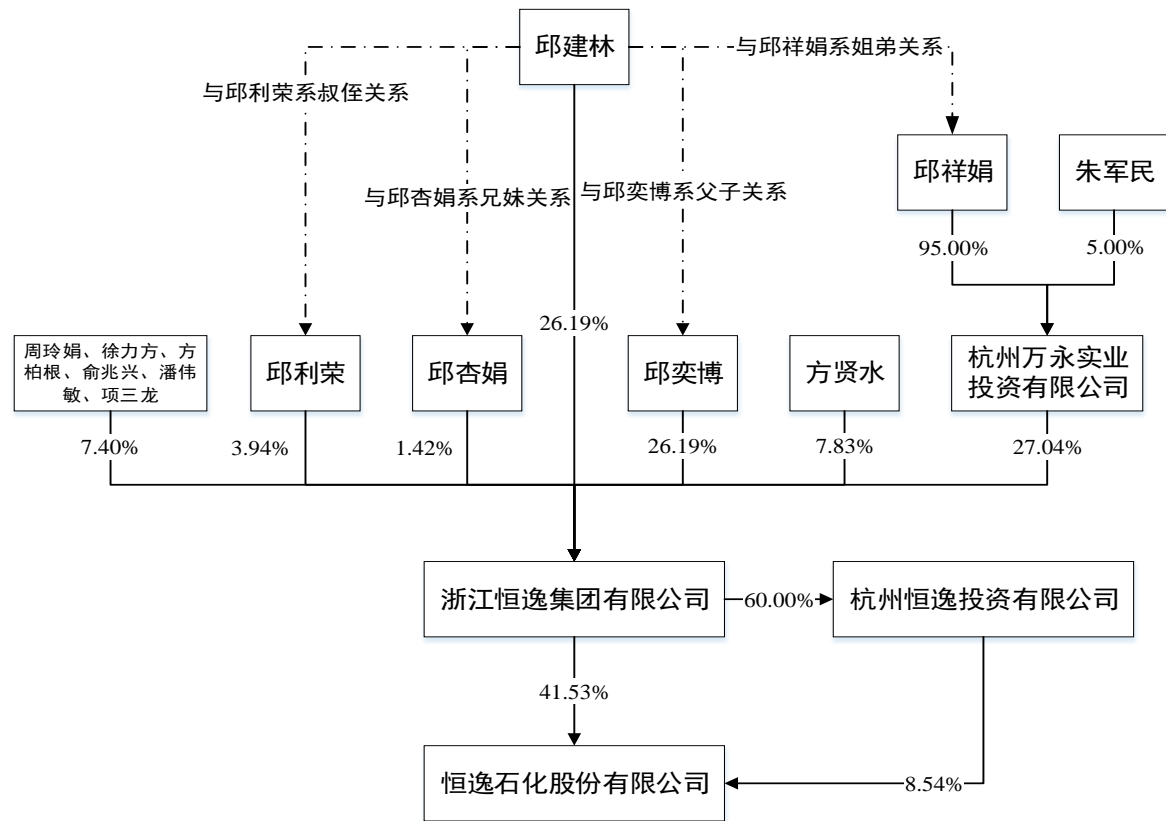 邱建林
与邱祥娟系姐弟关系
与邱利荣系叔侄关系
邱祥娟
朱军民
与邱杏娟系兄妹关系
与邱奕博系父子关系
95.00%
5.00%
26.19%
周玲娟、徐力方、方
柏根、俞兆兴、潘伟
敏、项三龙
邱利荣
邱杏娟
邱奕博
方贤水
杭州万永实业
投资有限公司
7.40%
3.94%
1.42%
26.19%
7.83%
27.04%
浙江恒逸集团有限公司
60.00%
杭州恒逸投资有限公司
41.53%
恒逸石化股份有限公司
8.54%